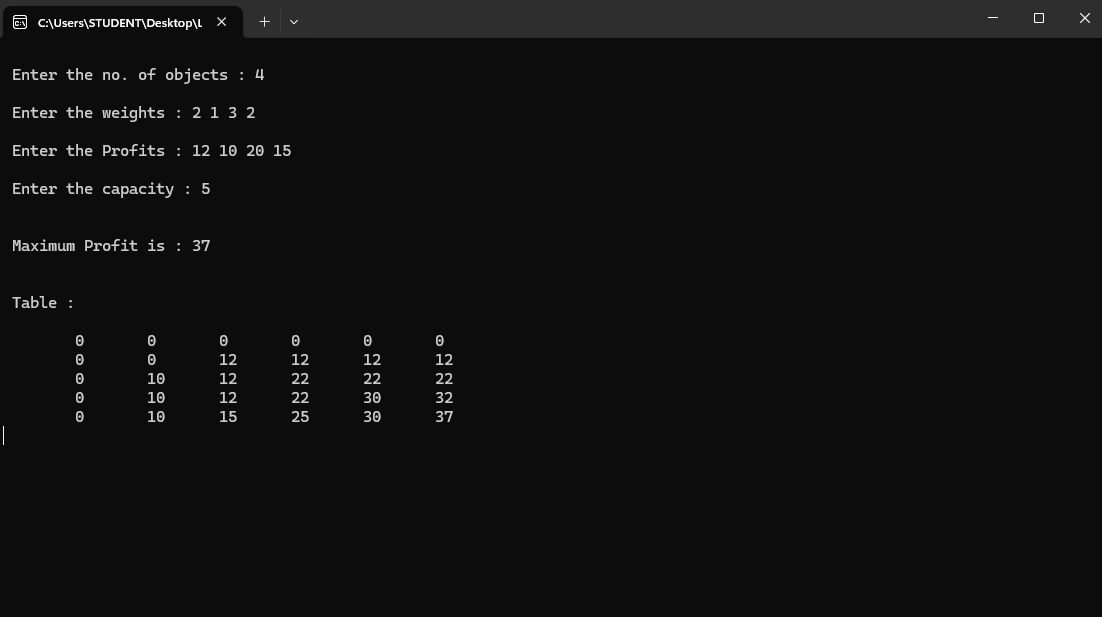 C:\Users\STUDENT\Desktop\L
Enter the no. of objects : 4
Enter the weights : 2 1 3 2
Enter the Profits : 12 10 20 15
Enter the capacity : 5
Maximum Profit is : 37
Table :
0 0 0 0 0 0
0 0 12 12 12 12
0 10 12 22 22 22
0 10 12 22 30 32
0 10 15 25 30 37